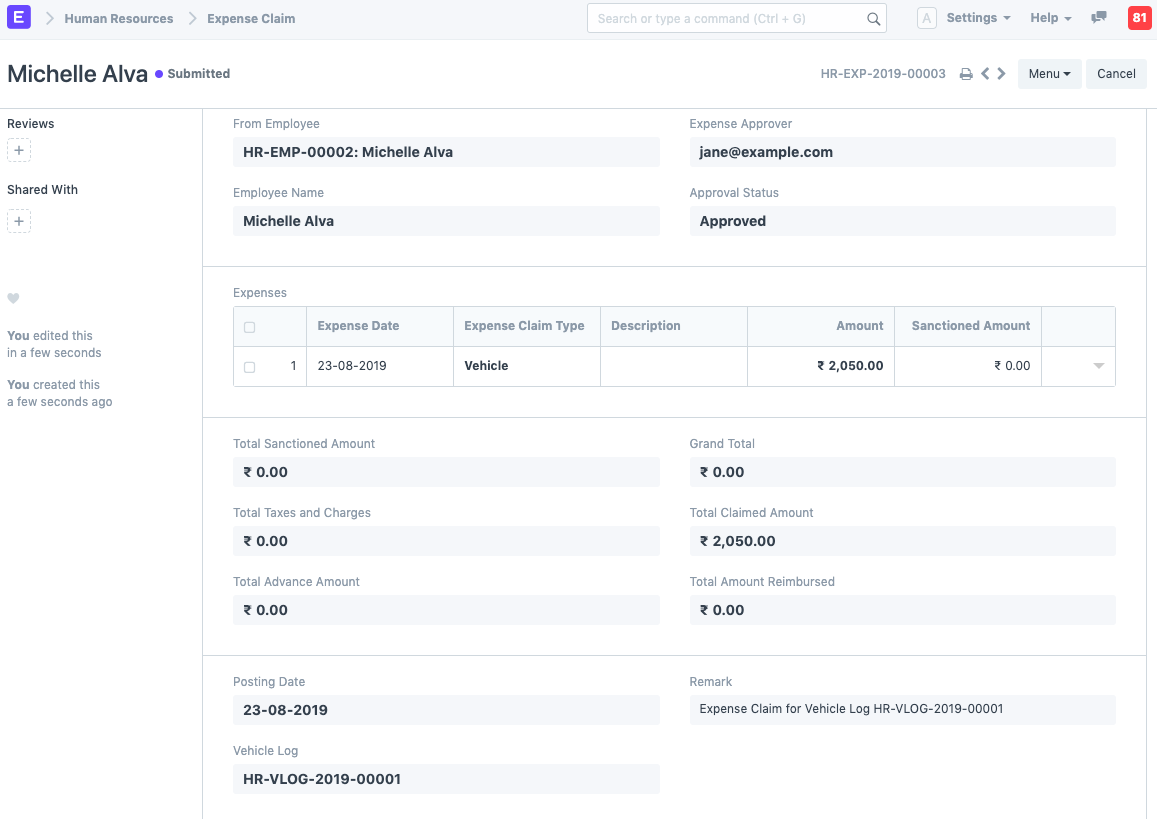 E Human Resources Expense Claim Search or type a command (Ctrl + G) A Settings Help 81
Michelle Alva Submitted HR-EXP-2019-00003 Menu Cancel
Reviews
+
Shared With
+
You edited this
in a few seconds
You created this
a few seconds ago
From Employee Expense Approver
HR-EMP-00002: Michelle Alva jane@example.com
Employee Name Approval Status
Michelle Alva Approved
Expenses
Expense Date Expense Claim Type Description Amount Sanctioned Amount
1 23-08-2019 Vehicle ₹ 2,050.00 ₹ 0.00
Total Sanctioned Amount Grand Total
₹ 0.00 ₹ 0.00
Total Taxes and Charges Total Claimed Amount
₹ 0.00 ₹ 2,050.00
Total Advance Amount Total Amount Reimbursed
₹ 0.00 ₹ 0.00
Posting Date Remark
23-08-2019 Expense Claim for Vehicle Log HR-VLOG-2019-00001
Vehicle Log
HR-VLOG-2019-00001